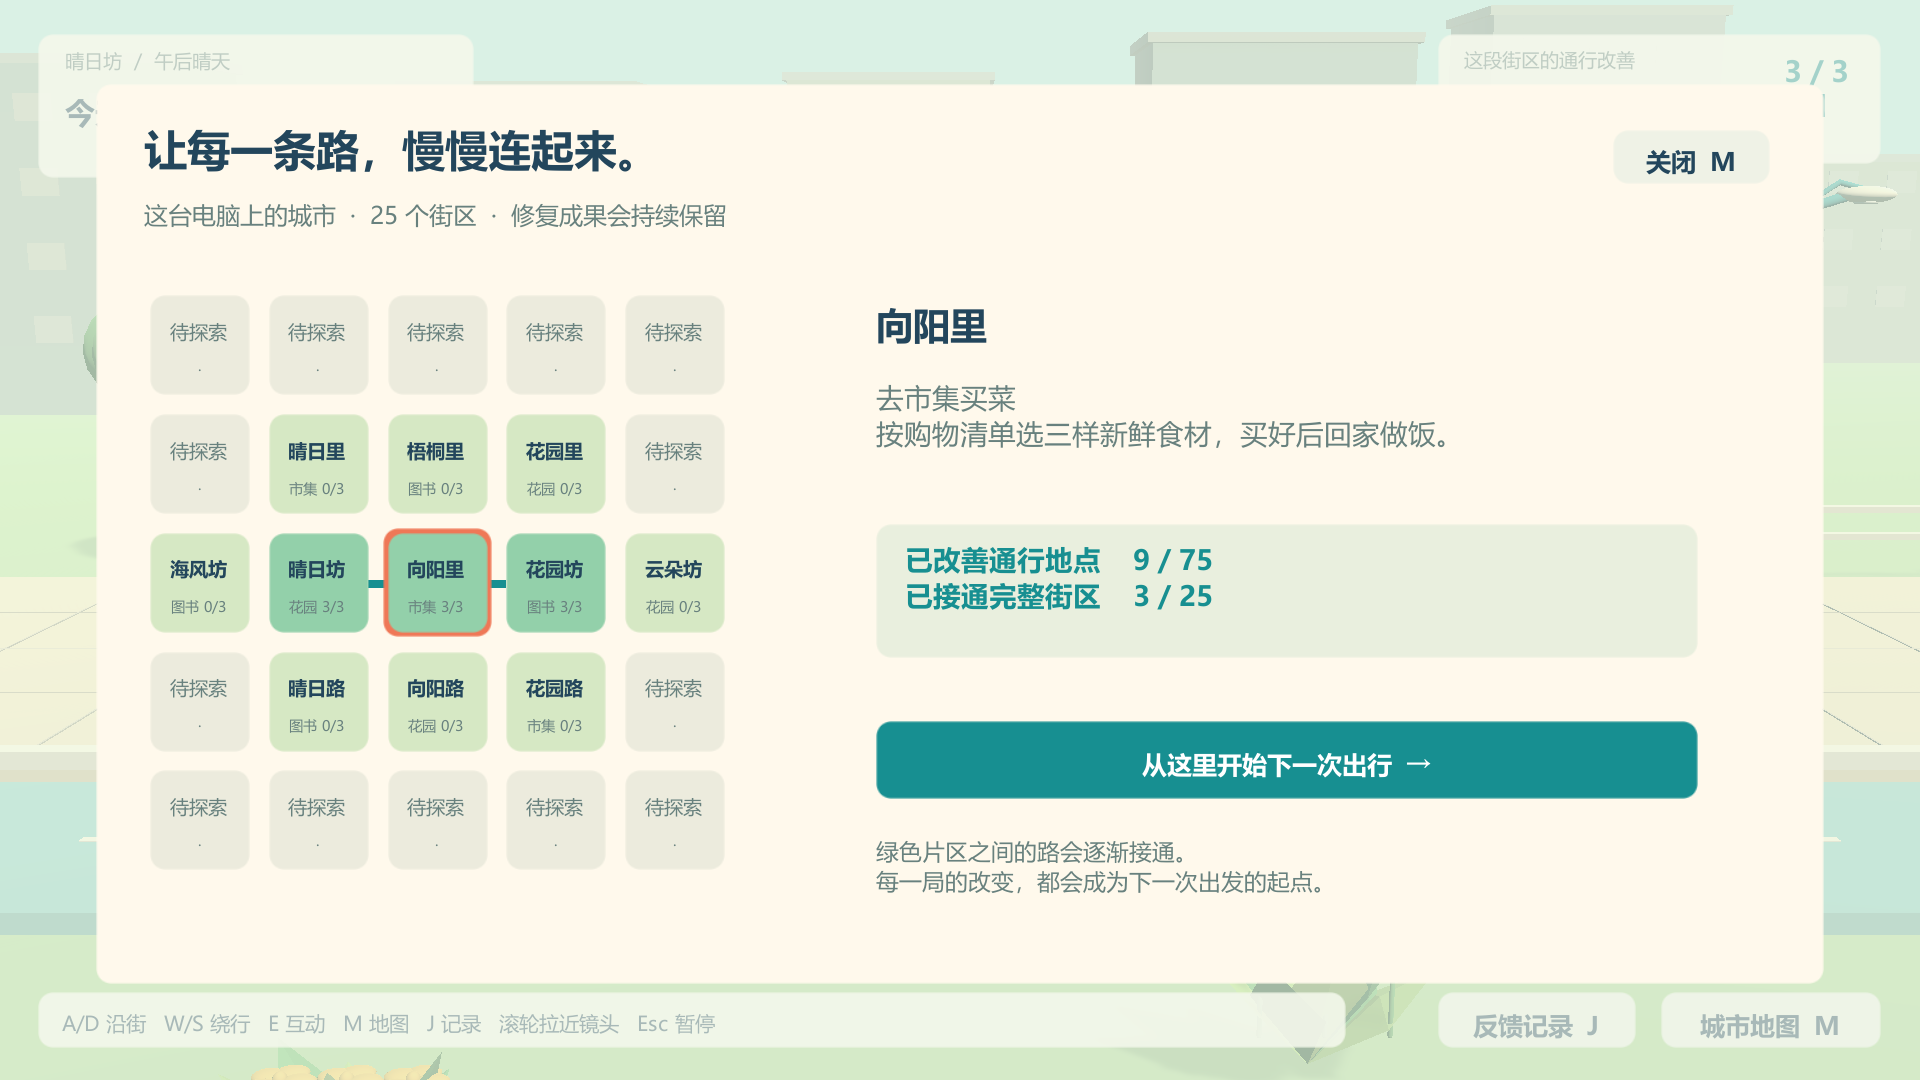 晴日坊 / 午后晴天
这段街区的通行改善
3 / 3
今
让每一条路，慢慢连起来。
关闭 M
这台电脑上的城市 · 25 个街区 · 修复成果会持续保留
待探索 待探索 待探索 待探索 待探索
· · · · ·
待探索 晴日里 梧桐里 花园里 待探索
· 市集 0/3 图书 0/3 花园 0/3 ·
海风坊 晴日坊 向阳里 花园坊 云朵坊
图书 0/3 花园 3/3 市集 3/3 图书 3/3 花园 0/3
待探索 晴日路 向阳路 花园路 待探索
· 图书 0/3 花园 0/3 市集 0/3 ·
待探索 待探索 待探索 待探索 待探索
· · · · ·
向阳里
去市集买菜
按购物清单选三样新鲜食材，买好后回家做饭。
已改善通行地点 9 / 75
已接通完整街区 3 / 25
从这里开始下一次出行 →
绿色片区之间的路会逐渐接通。
每一局的改变，都会成为下一次出发的起点。
A/D 沿街 W/S 绕行 E 互动 M 地图 J 记录 滚轮拉近镜头 Esc 暂停
反馈记录 J
城市地图 M